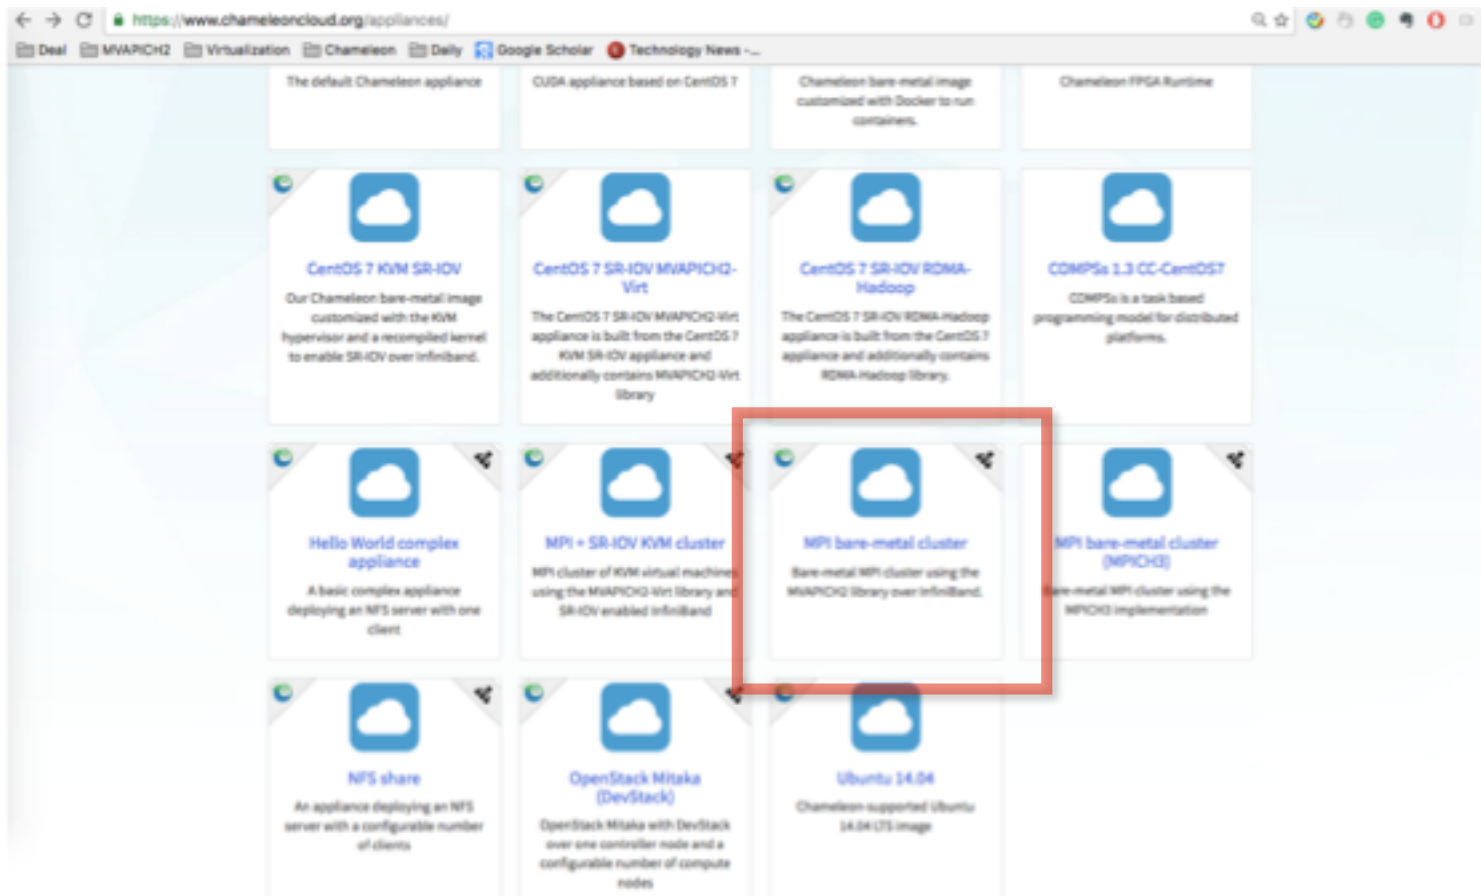 https://www.chameleoncloud.org/appliances/
Deal MVAPICH2 Virtualization Chameleon Daily Google Scholar Technology News -...
The default Chameleon appliance
CUDA appliance based on CentOS 7
Chameleon bare-metal image
customized with Docker to run
containers.
Chameleon FPGA Runtime
CentOS 7 KVM SR-IOV
Our Chameleon bare-metal image
customized with the KVM
hypervisor and a recompiled kernel
to enable SR-IOV over Infiniband.
CentOS 7 SR-IOV MVAPICH2-
Virt
The CentOS 7 SR-IOV MVAPICH2-Virt
appliance is built from the CentOS 7
KVM SR-IOV appliance and
additionally contains MVAPICH2-Virt
library
CentOS 7 SR-IOV RDMA-
Hadoop
The CentOS 7 SR-IOV RDMA-Hadoop
appliance is built from the CentOS 7
appliance and additionally contains
RDMA-Hadoop library.
COMPSs 1.3 CC-CentOS7
COMPSs is a task based
programming model for distributed
platforms.
Hello World complex
appliance
A basic complex appliance
deploying an NFS server with one
client
MPI + SR-IOV KVM cluster
MPI cluster of KVM virtual machines
using the MVAPICH2-Virt library and
SR-IOV enabled InfiniBand
MPI bare-metal cluster
Bare-metal MPI cluster using the
MVAPICH2 library over InfiniBand.
MPI bare-metal cluster
(MPICH3)
Bare-metal MPI cluster using the
MPICH3 implementation
NFS share
An appliance deploying an NFS
server with a configurable number
of clients
OpenStack Mitaka
(DevStack)
OpenStack Mitaka with DevStack
over one controller node and a
configurable number of compute
nodes
Ubuntu 14.04
Chameleon-supported Ubuntu
14.04 LTS image